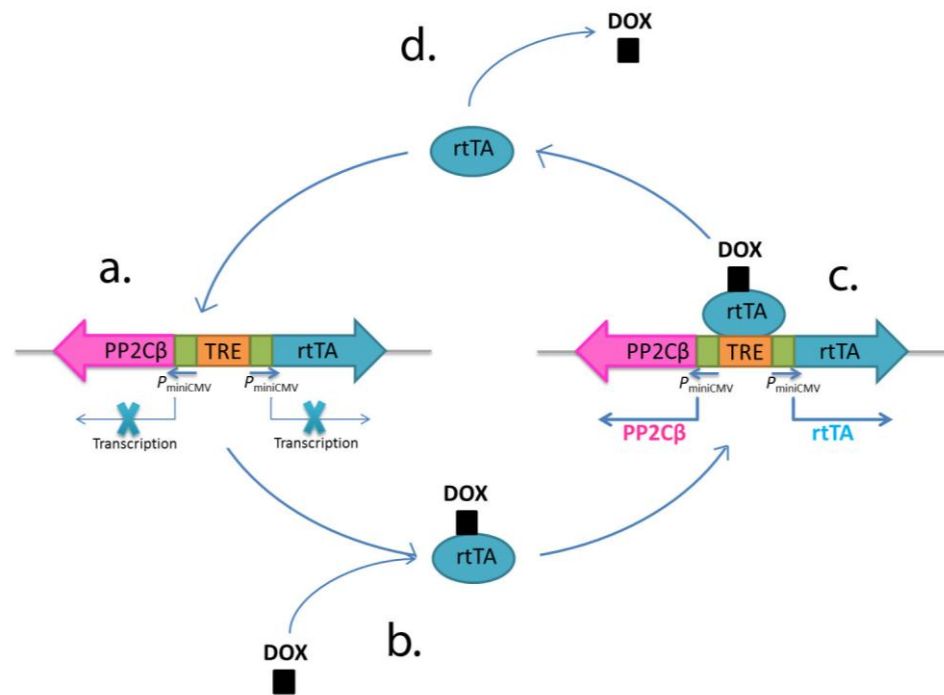 d.
DOX
rtTA
a.
PP2Cβ TRE rtTA
PminiCMV PminiCMV
Transcription Transcription
DOX
c.
rtTA
PP2Cβ TRE rtTA
PminiCMV PminiCMV
PP2Cβ rtTA
DOX
rtTA
b.
DOX